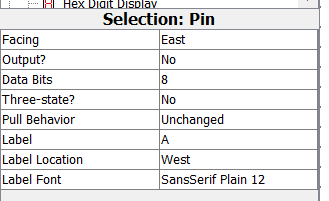 Hex Digit Display
Selection: Pin
Facing East
Output? No
Data Bits 8
Three-state? No
Pull Behavior Unchanged
Label A
Label Location West
Label Font SansSerif Plain 12